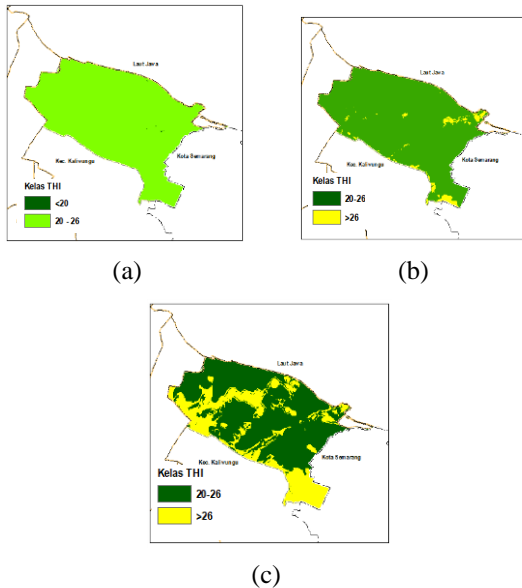 Laut Jawa
Kec. Kaliwungu
Kota Semarang
Kelas THI
<20
20 - 26
(a)
Laut Jawa
Kec. Kaliwungu
Kota Semarang
Kelas THI
20-26
>26
(b)
Laut Jawa
Kec. Kaliwungu
Kota Semarang
Kelas THI
20-26
>26
(c)